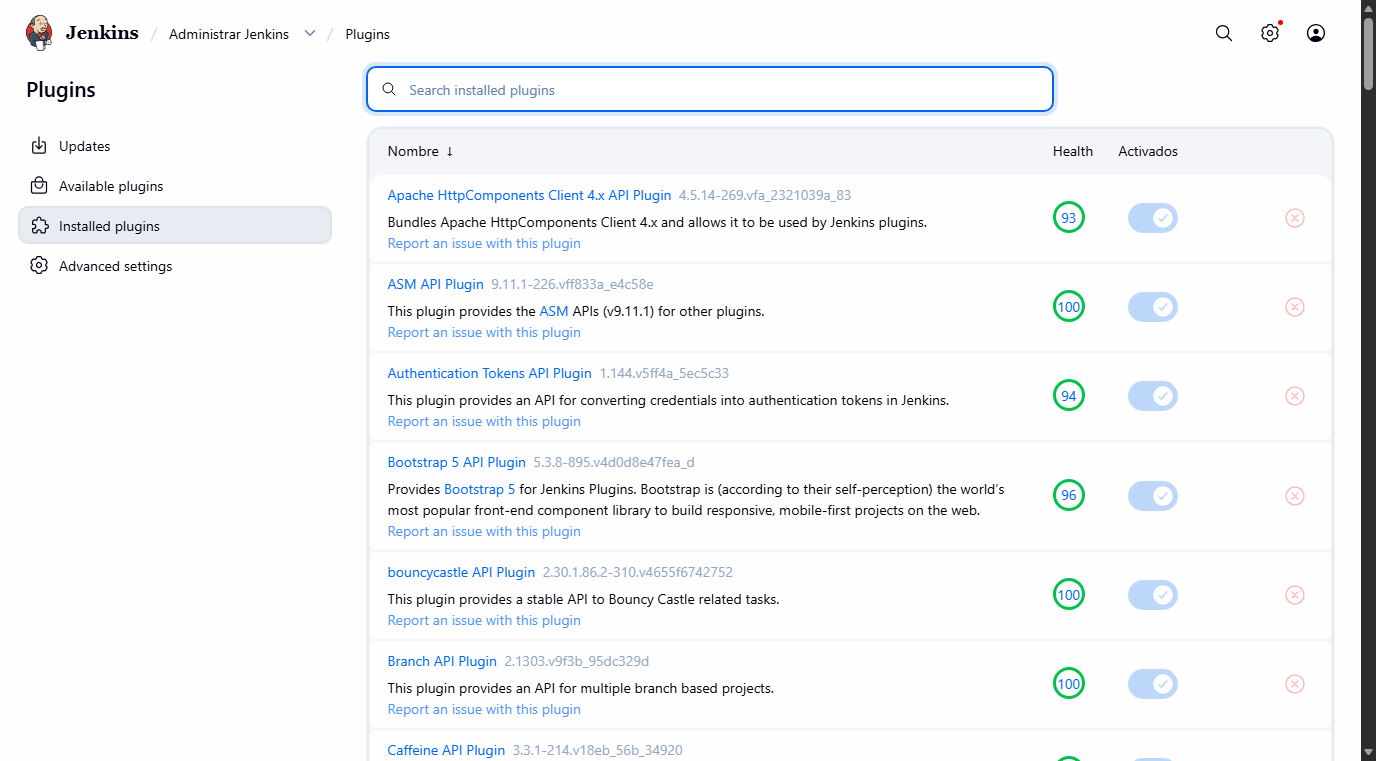 Jenkins / Administrar Jenkins / Plugins
Plugins
Updates
Available plugins
Installed plugins
Advanced settings
Search installed plugins
Nombre ↓ Health Activados
Apache HttpComponents Client 4.x API Plugin 4.5.14-269.vfa_2321039a_83
Bundles Apache HttpComponents Client 4.x and allows it to be used by Jenkins plugins.
Report an issue with this plugin
93
ASM API Plugin 9.11.1-226.vff833a_e4c58e
This plugin provides the ASM APIs (v9.11.1) for other plugins.
Report an issue with this plugin
100
Authentication Tokens API Plugin 1.144.v5ff4a_5ec5c33
This plugin provides an API for converting credentials into authentication tokens in Jenkins.
Report an issue with this plugin
94
Bootstrap 5 API Plugin 5.3.8-895.v4d0d8e47fea_d
Provides Bootstrap 5 for Jenkins Plugins. Bootstrap is (according to their self-perception) the world’s
most popular front-end component library to build responsive, mobile-first projects on the web.
Report an issue with this plugin
96
bouncycastle API Plugin 2.30.1.86.2-310.v4655f6742752
This plugin provides a stable API to Bouncy Castle related tasks.
Report an issue with this plugin
100
Branch API Plugin 2.1303.v9f3b_95dc329d
This plugin provides an API for multiple branch based projects.
Report an issue with this plugin
100
Caffeine API Plugin 3.3.1-214.v18eb_56b_34920